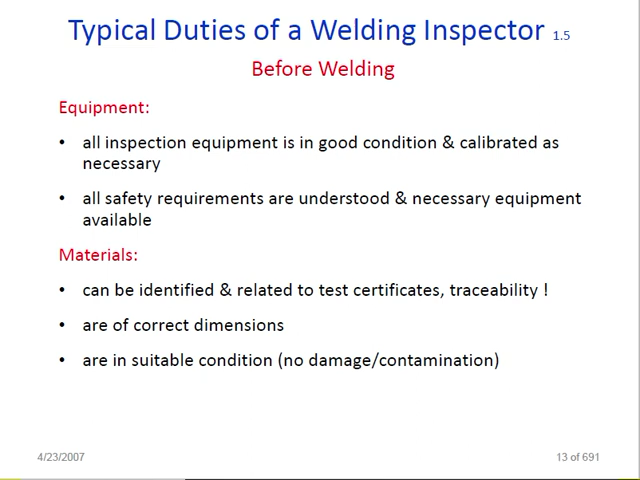 Typical Duties of a Welding Inspector 1.5
Before Welding
Equipment:
• all inspection equipment is in good condition & calibrated as
necessary
• all safety requirements are understood & necessary equipment
available
Materials:
• can be identified & related to test certificates, traceability !
• are of correct dimensions
• are in suitable condition (no damage/contamination)
4/23/2007
13 of 691